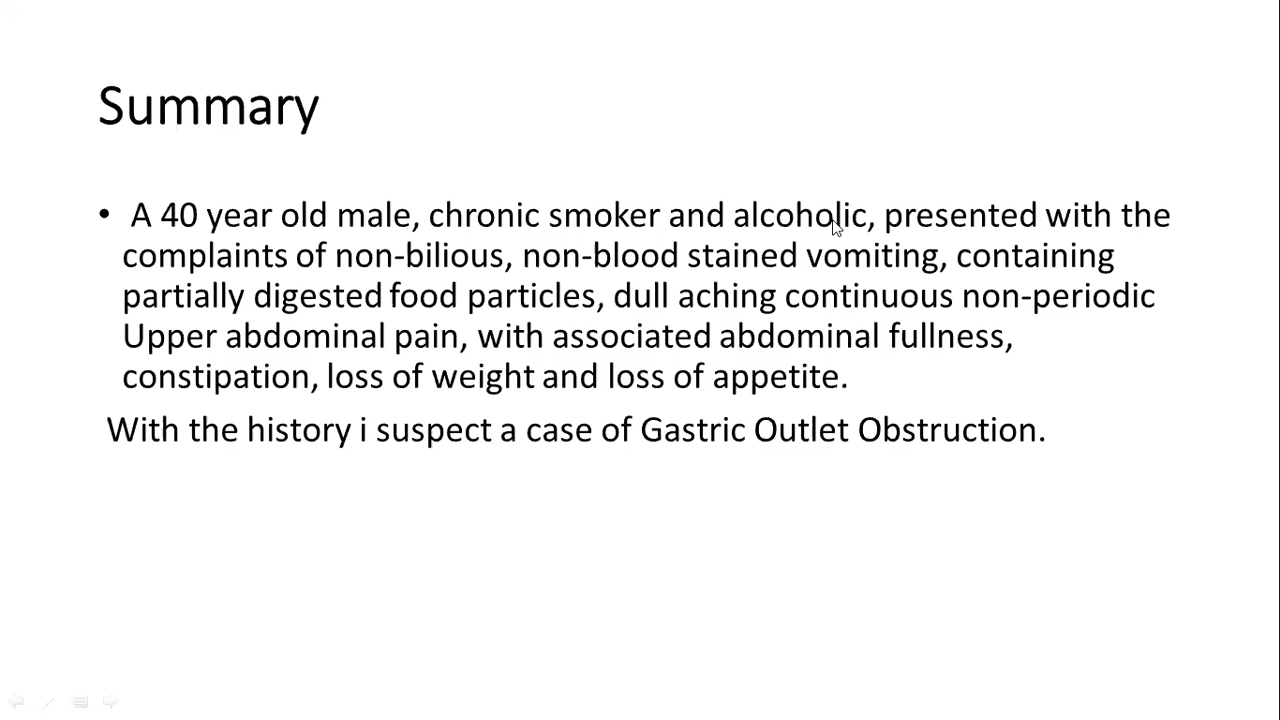 Summary
• A 40 year old male, chronic smoker and alcoholic, presented with the
complaints of non-bilious, non-blood stained vomiting, containing
partially digested food particles, dull aching continuous non-periodic
Upper abdominal pain, with associated abdominal fullness,
constipation, loss of weight and loss of appetite.
With the history i suspect a case of Gastric Outlet Obstruction.